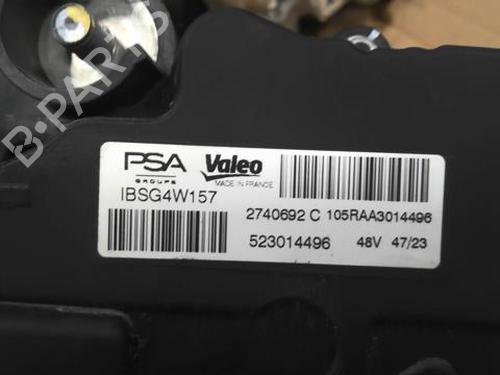 B-PARTS
PSA
GROUPE
Valeo
MADE IN FRANCE
IBSG4W157
2740692 C 105RAA3014496
523014496
48V 47/23